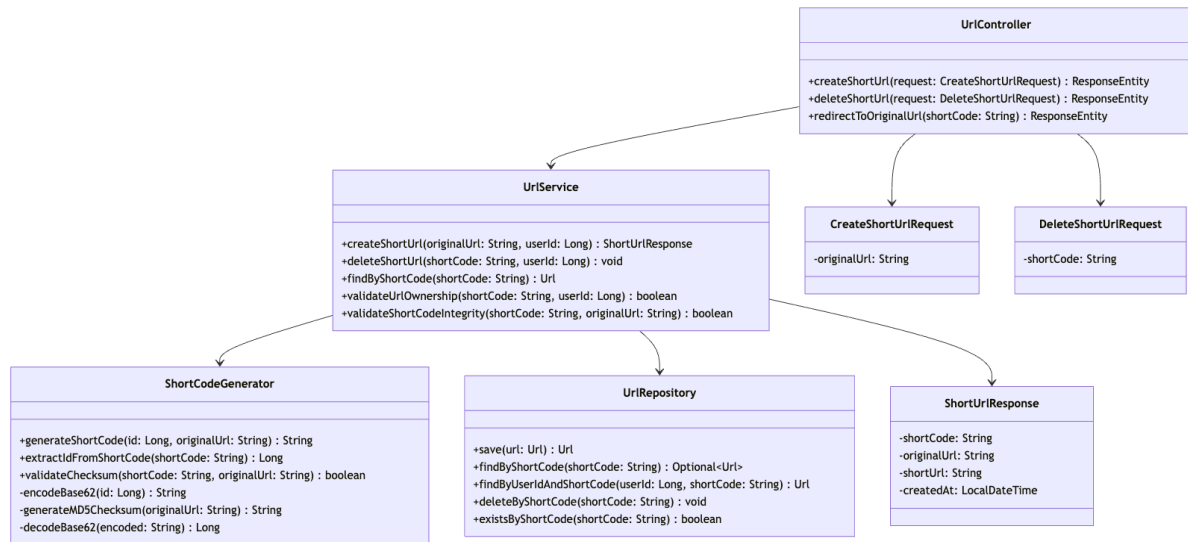 UrlController
+createShortUrl(request: CreateShortUrlRequest) : ResponseEntity
+deleteShortUrl(request: DeleteShortUrlRequest) : ResponseEntity
+redirectToOriginalUrl(shortCode: String) : ResponseEntity
UrlService
+createShortUrl(originalUrl: String, userId: Long) : ShortUrlResponse
+deleteShortUrl(shortCode: String, userId: Long) : void
+findByShortCode(shortCode: String) : Url
+validateUrlOwnership(shortCode: String, userId: Long) : boolean
+validateShortCodeIntegrity(shortCode: String, originalUrl: String) : boolean
CreateShortUrlRequest
-originalUrl: String
DeleteShortUrlRequest
-shortCode: String
ShortCodeGenerator
+generateShortCode(id: Long, originalUrl: String) : String
+extractIdFromShortCode(shortCode: String) : Long
+validateChecksum(shortCode: String, originalUrl: String) : boolean
-encodeBase62(id: Long) : String
-generateMD5Checksum(originalUrl: String) : String
-decodeBase62(encoded: String) : Long
UrlRepository
+save(url: Url) : Url
+findByShortCode(shortCode: String) : Optional<Url>
+findByUserIdAndShortCode(userId: Long, shortCode: String) : Url
+deleteByShortCode(shortCode: String) : void
+existsByShortCode(shortCode: String) : boolean
ShortUrlResponse
-shortCode: String
-originalUrl: String
-shortUrl: String
-createdAt: LocalDateTime